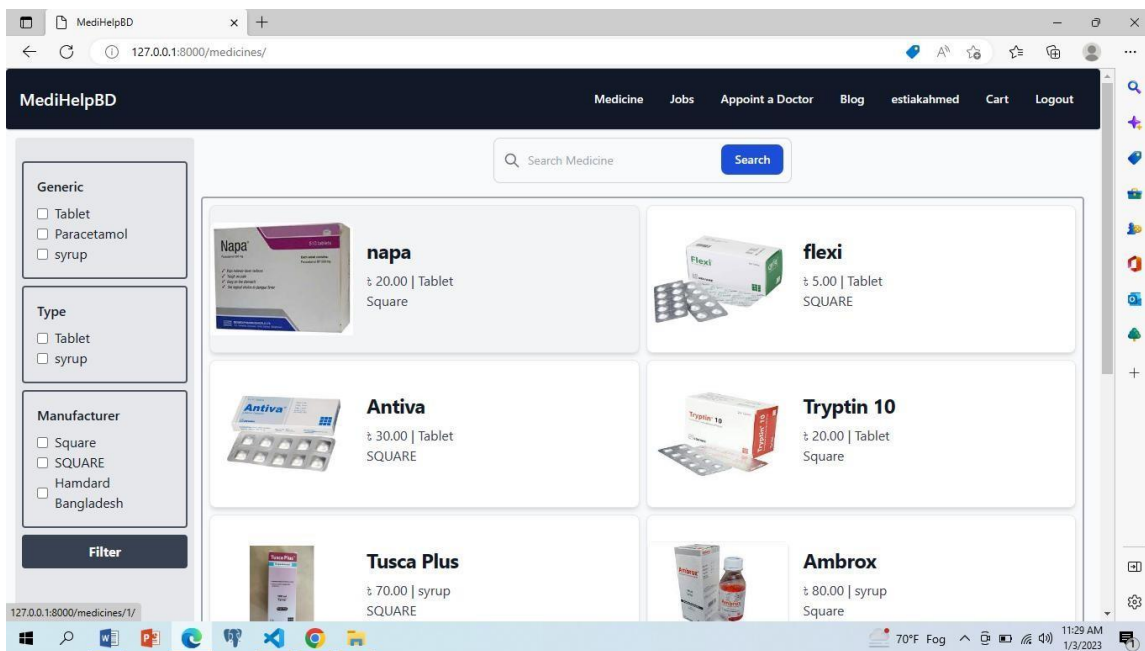 MediHelpBD
127.0.0.1:8000/medicines/
MediHelpBD
Medicine Jobs Appoint a Doctor Blog estiakahmed Cart Logout
Search Medicine
Search
Generic
Tablet
Paracetamol
syrup
Type
Tablet
syrup
Manufacturer
Square
SQUARE
Hamdard
Bangladesh
Filter
Napa
napa
৳ 20.00 | Tablet
Square
Flexi
flexi
৳ 5.00 | Tablet
SQUARE
Antiva
Antiva
৳ 30.00 | Tablet
SQUARE
Tryptin 10
Tryptin 10
Tryptin 10
৳ 20.00 | Tablet
Square
Tusca Plus
Tusca Plus
৳ 70.00 | syrup
SQUARE
Ambrox
Ambrox
৳ 80.00 | syrup
Square
127.0.0.1:8000/medicines/1/
70°F Fog
11:29 AM
1/3/2023